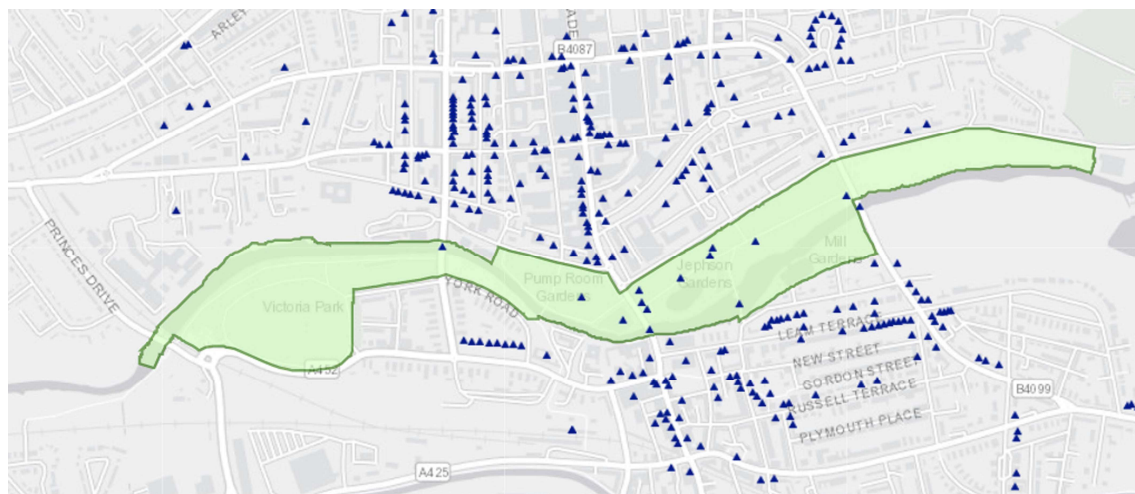 ARLEY
ADE
B4087
PRINCES DRIVE
Victoria Park
YORK ROAD
Pump Room
Gardens
Jephson
Gardens
Mill
Gardens
LEAM TERRACE
NEW STREET
GORDON STREET
RUSSELL TERRACE
PLYMOUTH PLACE
A452
B4099
A425